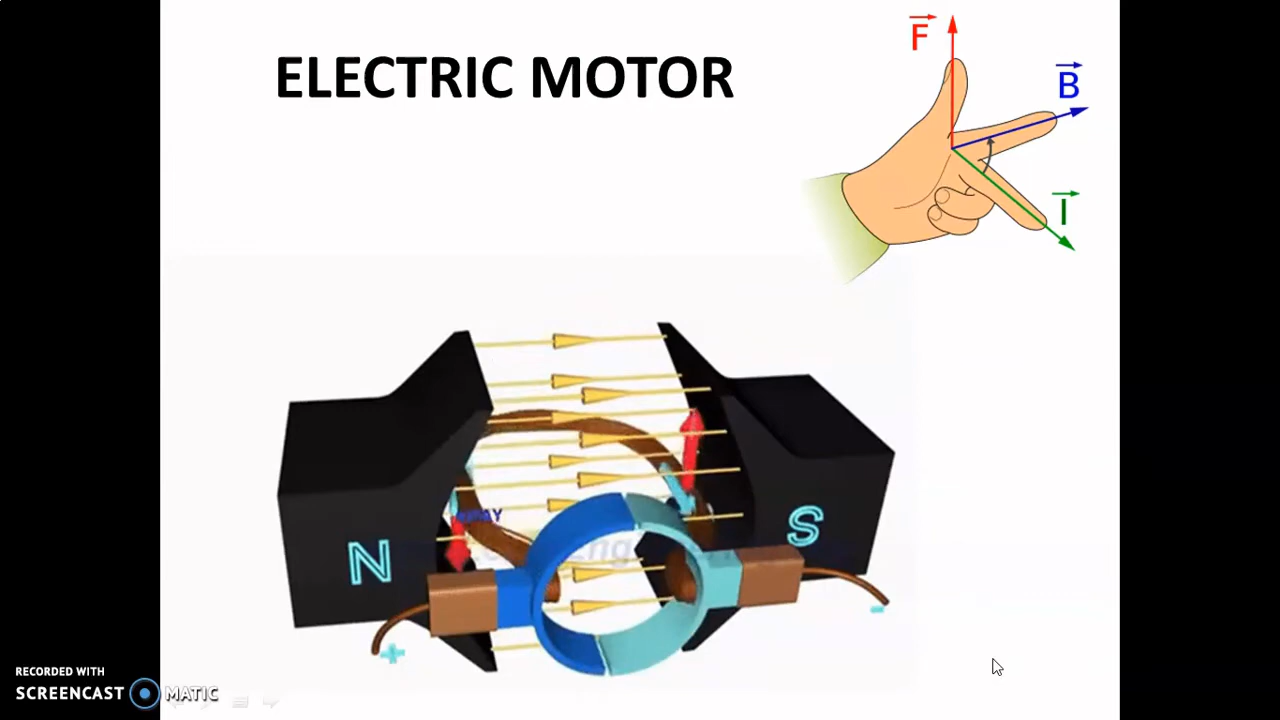 ELECTRIC MOTOR
F
B
I
N
S
+
-
RECORDED WITH
SCREENCAST MATIC